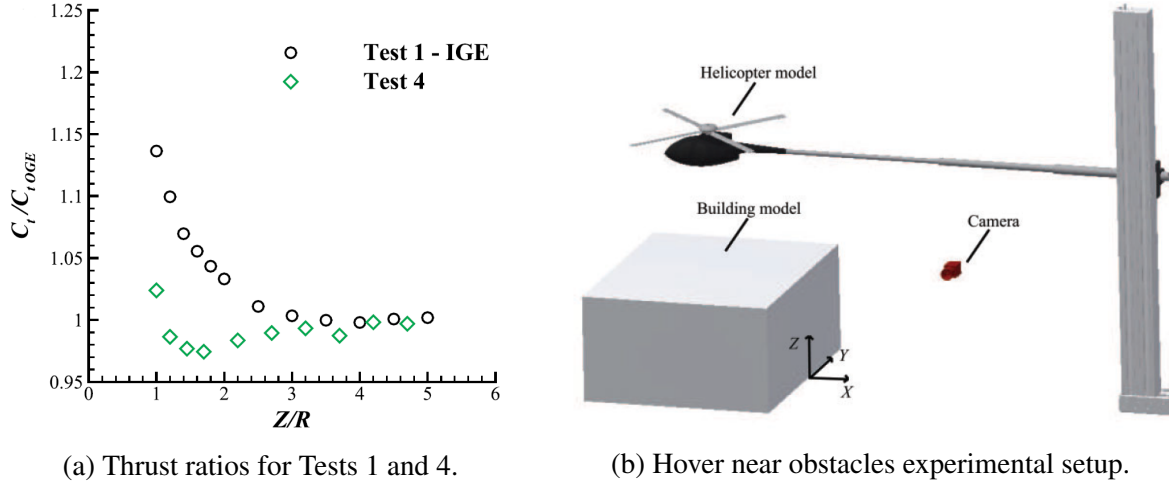 1.25
1.2
1.15
1.1
1.05
1
0.95
C_t/C_{t OGE}
Test 1 - IGE
Test 4
0 1 2 3 4 5 6
Z/R
Helicopter model
Building model
Camera
Z
Y
X
(a) Thrust ratios for Tests 1 and 4.
(b) Hover near obstacles experimental setup.